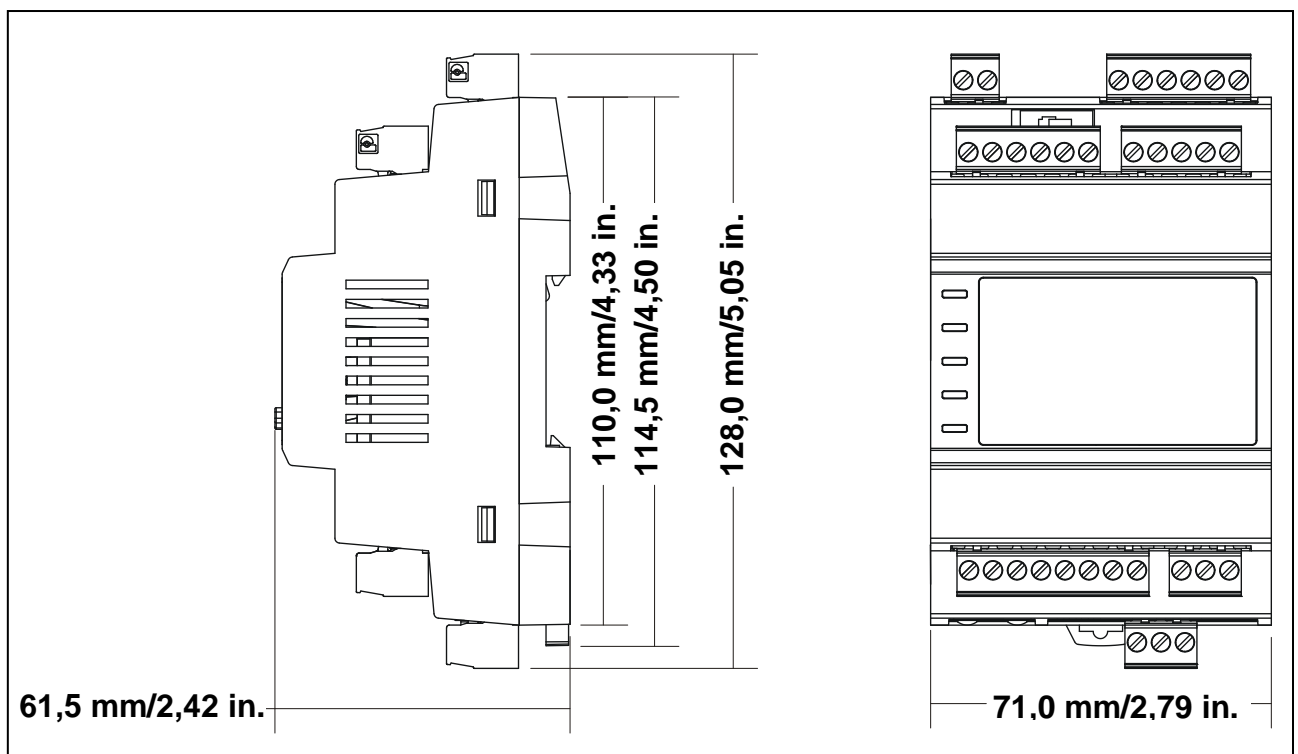 110,0 mm/4,33 in.
114,5 mm/4,50 in.
128,0 mm/5,05 in.
61,5 mm/2,42 in.
71,0 mm/2,79 in.